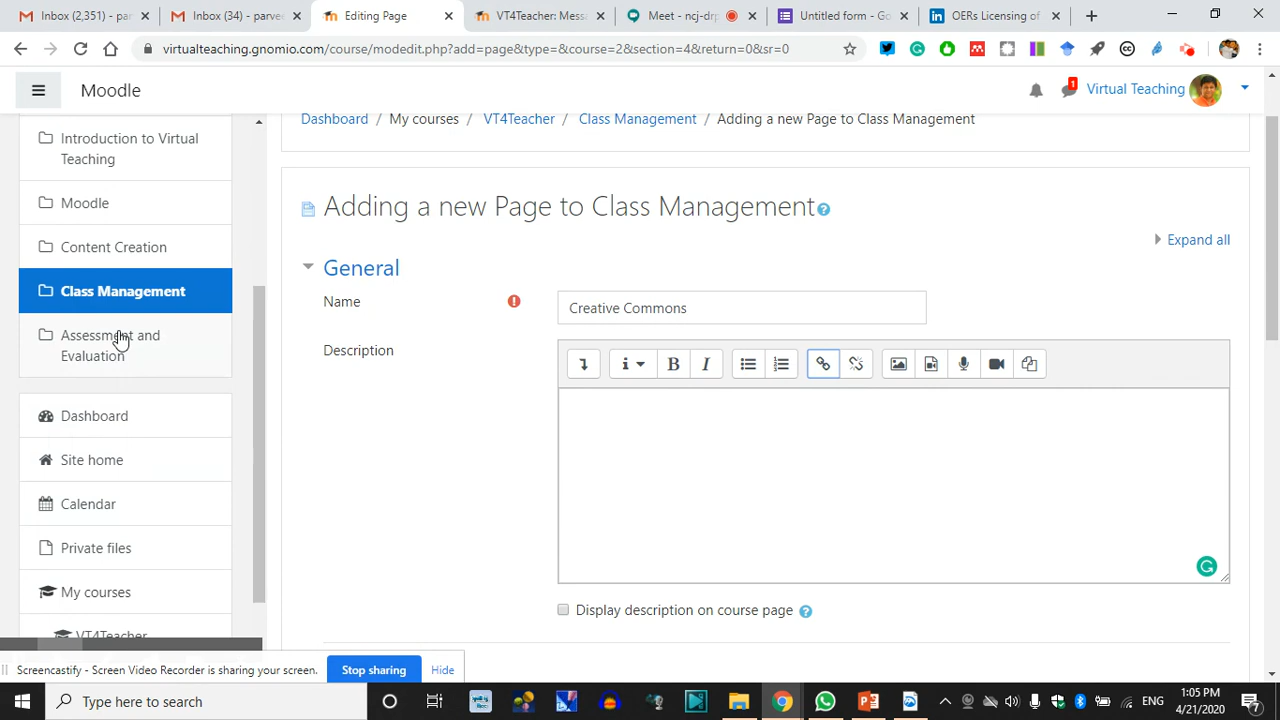 Inbox (2,351) - par
Inbox (34) - parvee
Editing Page
VT4Teacher: Messa
Meet - ncj-drp
Untitled form - Go
OERs Licensing of
virtualteaching.gnomio.com/course/modedit.php?add=page&type=&course=2&section=4&return=0&sr=0
Moodle
1
Virtual Teaching
Dashboard / My courses / VT4Teacher / Class Management / Adding a new Page to Class Management
Introduction to Virtual
Teaching
Moodle
Content Creation
Class Management
Assessment and
Evaluation
Dashboard
Site home
Calendar
Private files
My courses
VT4Teacher
Adding a new Page to Class Management
Expand all
General
Name
Creative Commons
Description
Display description on course page
Screencastify - Screen Video Recorder is sharing your screen.
Stop sharing
Hide
Type here to search
ENG
1:05 PM
4/21/2020